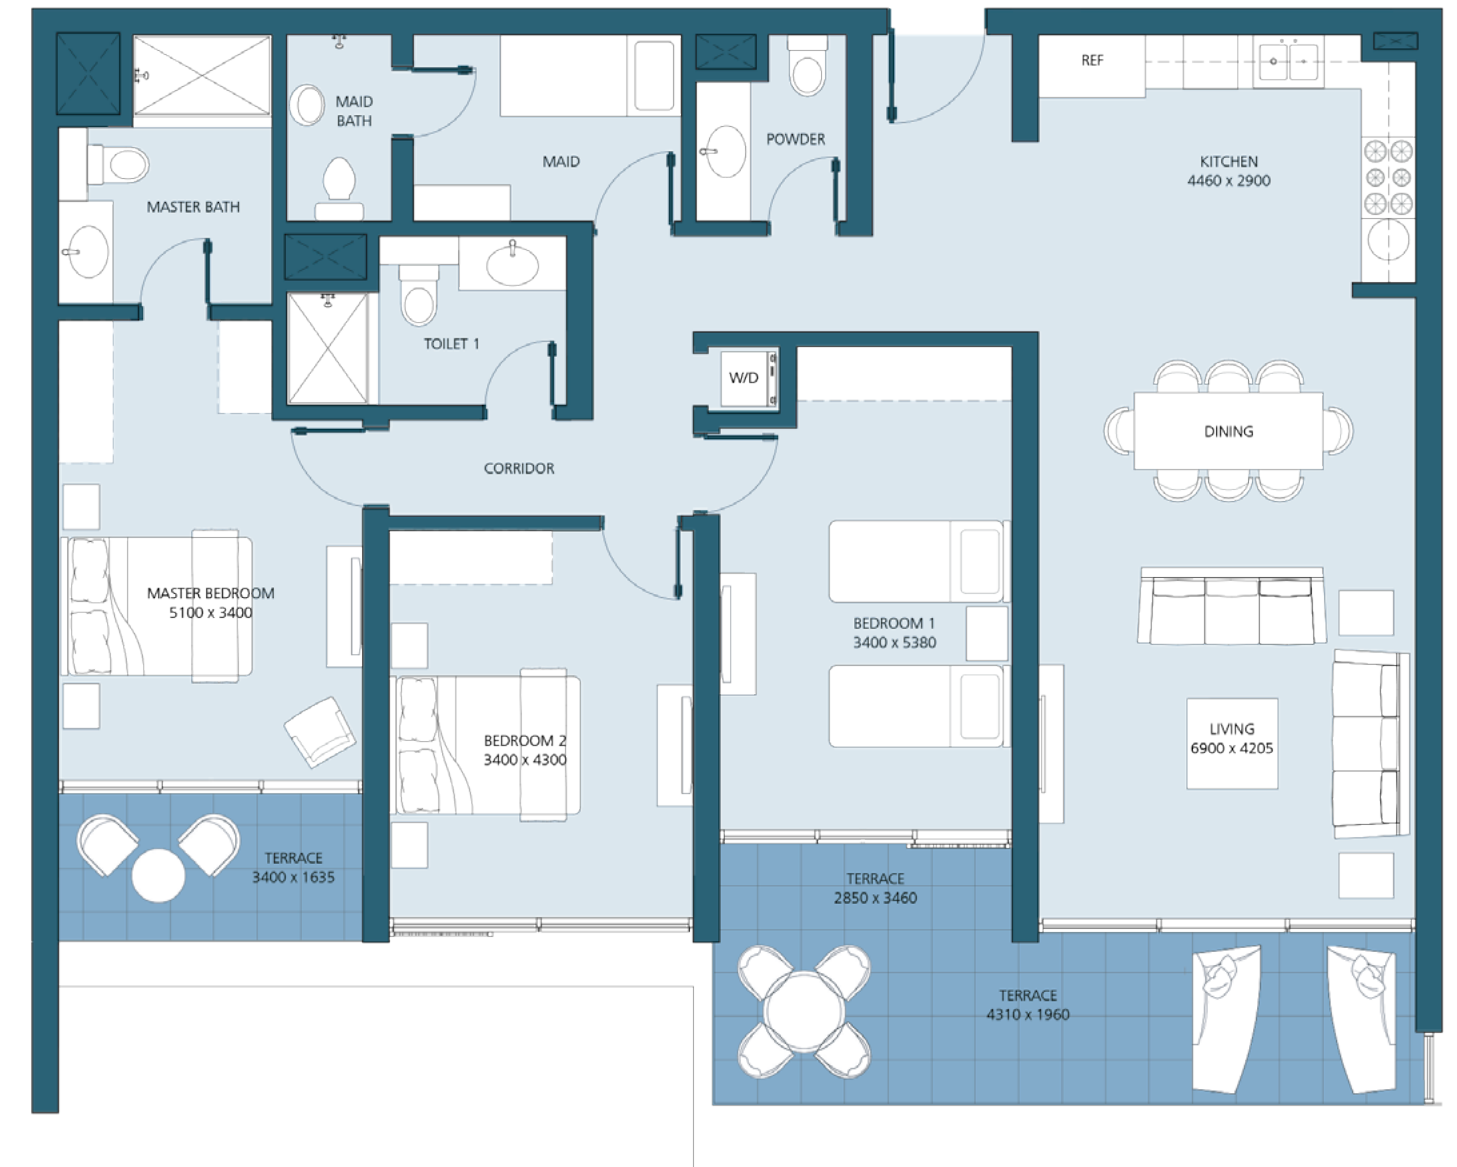 REF
MAID
BATH
POWDER
MAID
KITCHEN
4460 x 2900
MASTER BATH
TOILET 1
W/D
DINING
CORRIDOR
MASTER BEDROOM
5100 x 3400
BEDROOM 1
3400 x 5380
LIVING
6900 x 4205
BEDROOM 2
3400 x 4300
TERRACE
3400 x 1635
TERRACE
2850 x 3460
TERRACE
4310 x 1960